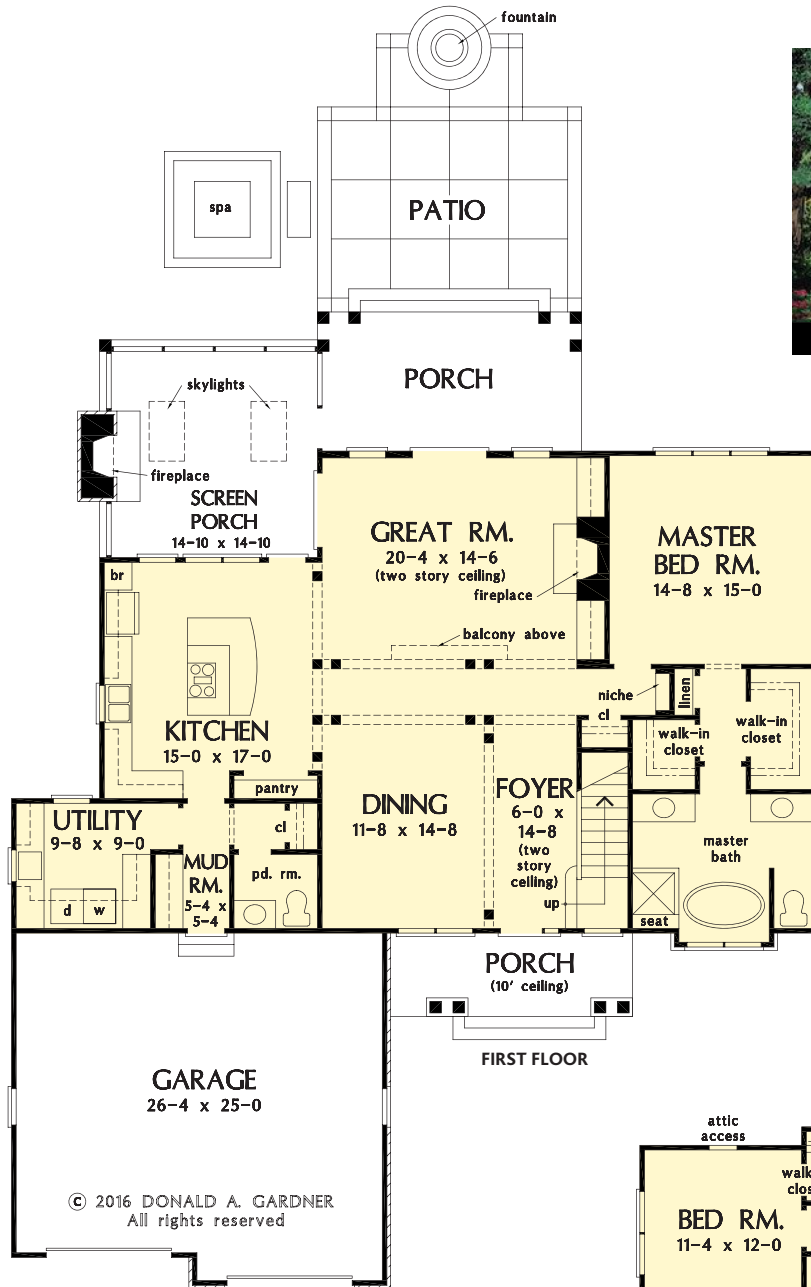 fountain
spa
PATIO
PORCH
skylights
fireplace
SCREEN
PORCH
14-10 x 14-10
GREAT RM.
20-4 x 14-6
(two story ceiling)
fireplace
MASTER
BED RM.
14-8 x 15-0
br
balcony above
niche
linen
cl
KITCHEN
15-0 x 17-0
walk-in
closet
walk-in
closet
pantry
UTILITY
9-8 x 9-0
cl
DINING
11-8 x 14-8
FOYER
6-0 x
14-8
(two
story
ceiling)
up
master
bath
MUD
RM.
5-4 x
5-4
pd. rm.
d
w
seat
PORCH
(10' ceiling)
FIRST FLOOR
GARAGE
26-4 x 25-0
© 2016 DONALD A. GARDNER
All rights reserved
attic
access
walk
clos
BED RM.
11-4 x 12-0